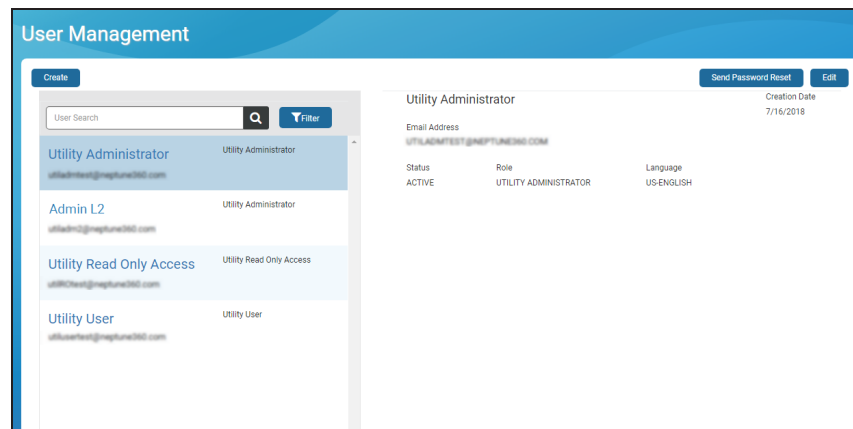 User Management
Create
Send Password Reset
Edit
User Search
Filter
Utility Administrator
Utility Administrator
Admin L2
Utility Administrator
Utility Read Only Access
Utility Read Only Access
Utility User
Utility User
Utility Administrator
Creation Date
7/16/2018
Email Address
Status Role Language
ACTIVE UTILITY ADMINISTRATOR US-ENGLISH